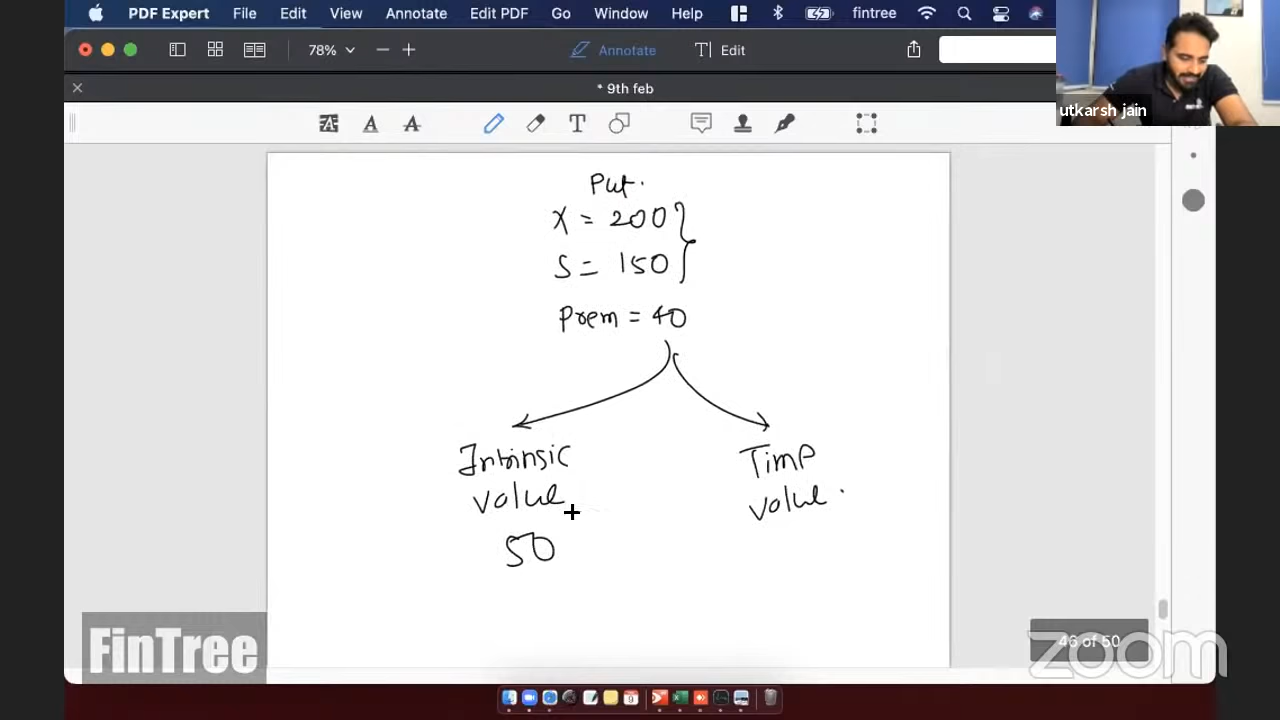 PDF Expert File Edit View Annotate Edit PDF Go Window Help fintree
78% Annotate T Edit
* 9th feb
utkarsh jain
Put.
X = 200
S = 150
Prem = 40
Intrinsic Time
value value.
50
FinTree
46 of 50
zoom